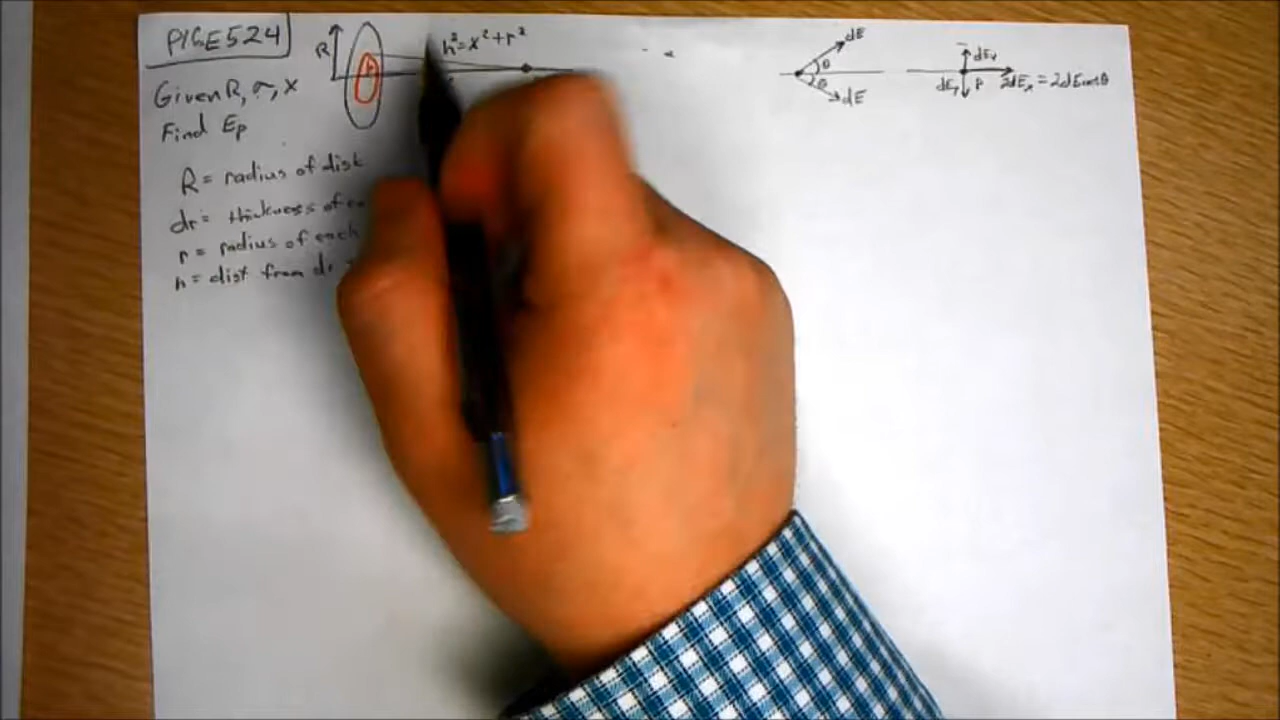 PIGE524
R
h²=x²+r²
Given R, σ, x
Find Ep
R = radius of disk
dr = thickness of
r = radius of each
h = dist from dr
dE
θ
θ
dE
dEy
dEy P 2dEx = 2dEcosθ